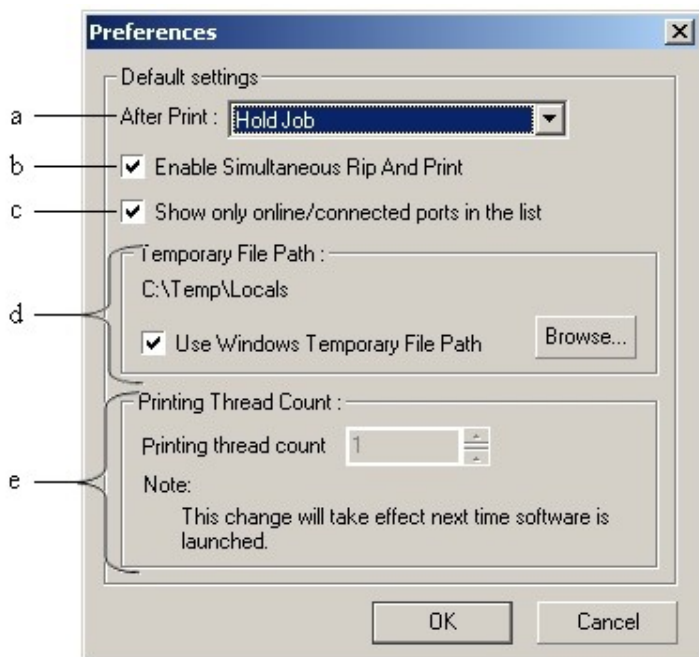 Preferences
Default settings
a After Print : Hold Job
b Enable Simultaneous Rip And Print
c Show only online/connected ports in the list
Temporary File Path :
C:\Temp\Locals
d Use Windows Temporary File Path Browse...
Printing Thread Count :
Printing thread count 1
e Note:
This change will take effect next time software is
launched.
OK Cancel